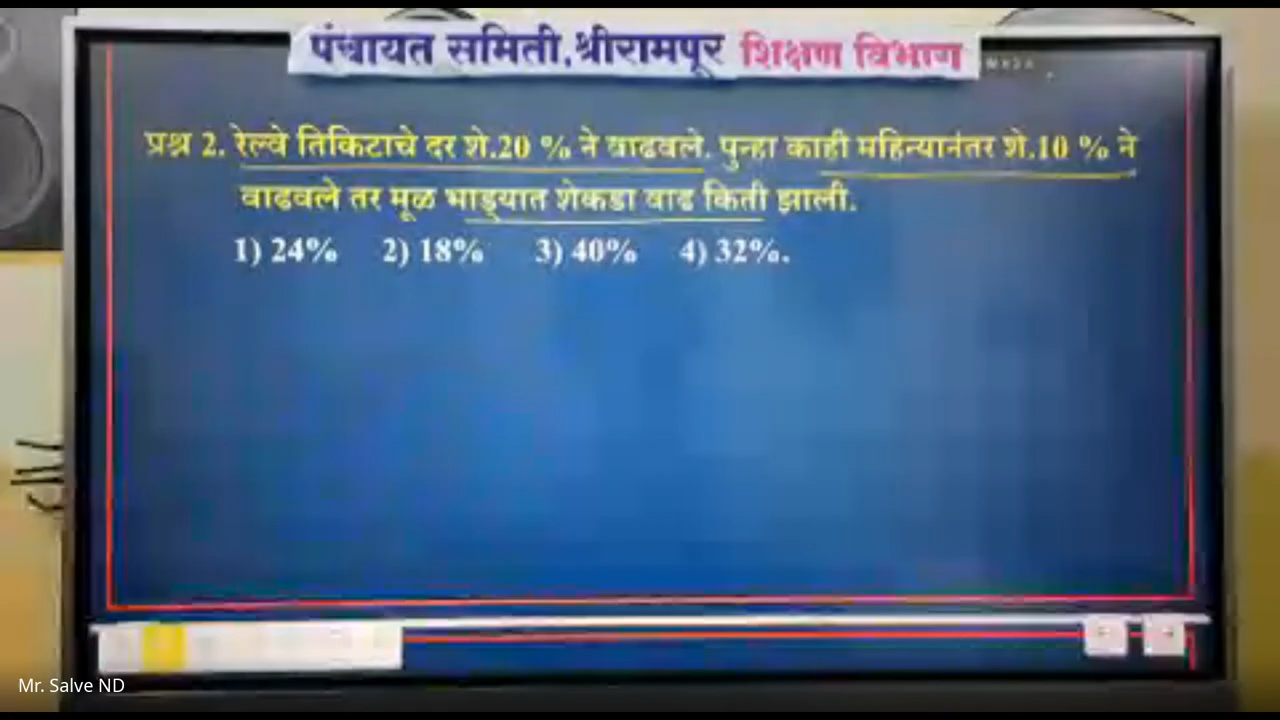 पंचायत समिती.श्रीरामपूर शिक्षण विभाग
प्रश्न 2. रेल्वे तिकिटाचे दर शे.20 % ने वाढवले. पुन्हा काही महिन्यानंतर शे.10 % ने
वाढवले तर मूळ भाड्यात शेकडा वाढ किती झाली.
1) 24% 2) 18% 3) 40% 4) 32%.
Mr. Salve ND